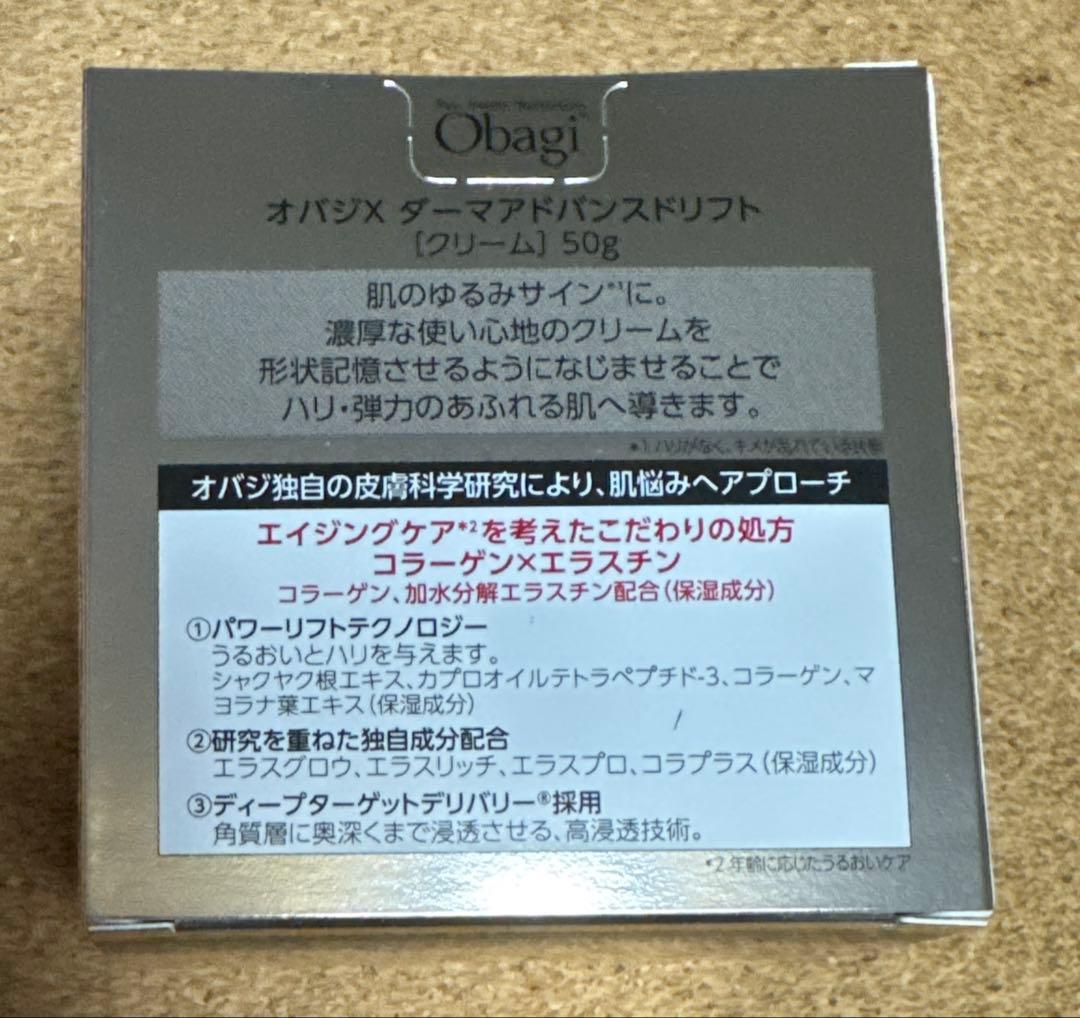 Obagi
オバジX ダーマアドバンスドリフト
[クリーム] 50g
肌のゆるみサイン*1に。
濃厚な使い心地のクリームを
形状記憶させるようになじませることで
ハリ・弾力のあふれる肌へ導きます。
*1 ハリがなく、キメが乱れている状態
オバジ独自の皮膚科学研究により、肌悩みへアプローチ
エイジングケア*2を考えたこだわりの処方
コラーゲン×エラスチン
コラーゲン、加水分解エラスチン配合(保湿成分)
①パワーリフトテクノロジー
うるおいとハリを与えます。
シャクヤク根エキス、カプロオイルテトラペプチド-3、コラーゲン、マ
ヨラナ葉エキス(保湿成分)
②研究を重ねた独自成分配合
エラスグロウ、エラスリッチ、エラスプロ、コラプラス(保湿成分)
③ディープターゲットデリバリー®採用
角質層に奥深くまで浸透させる、高浸透技術。
*2 年齢に応じたうるおいケア